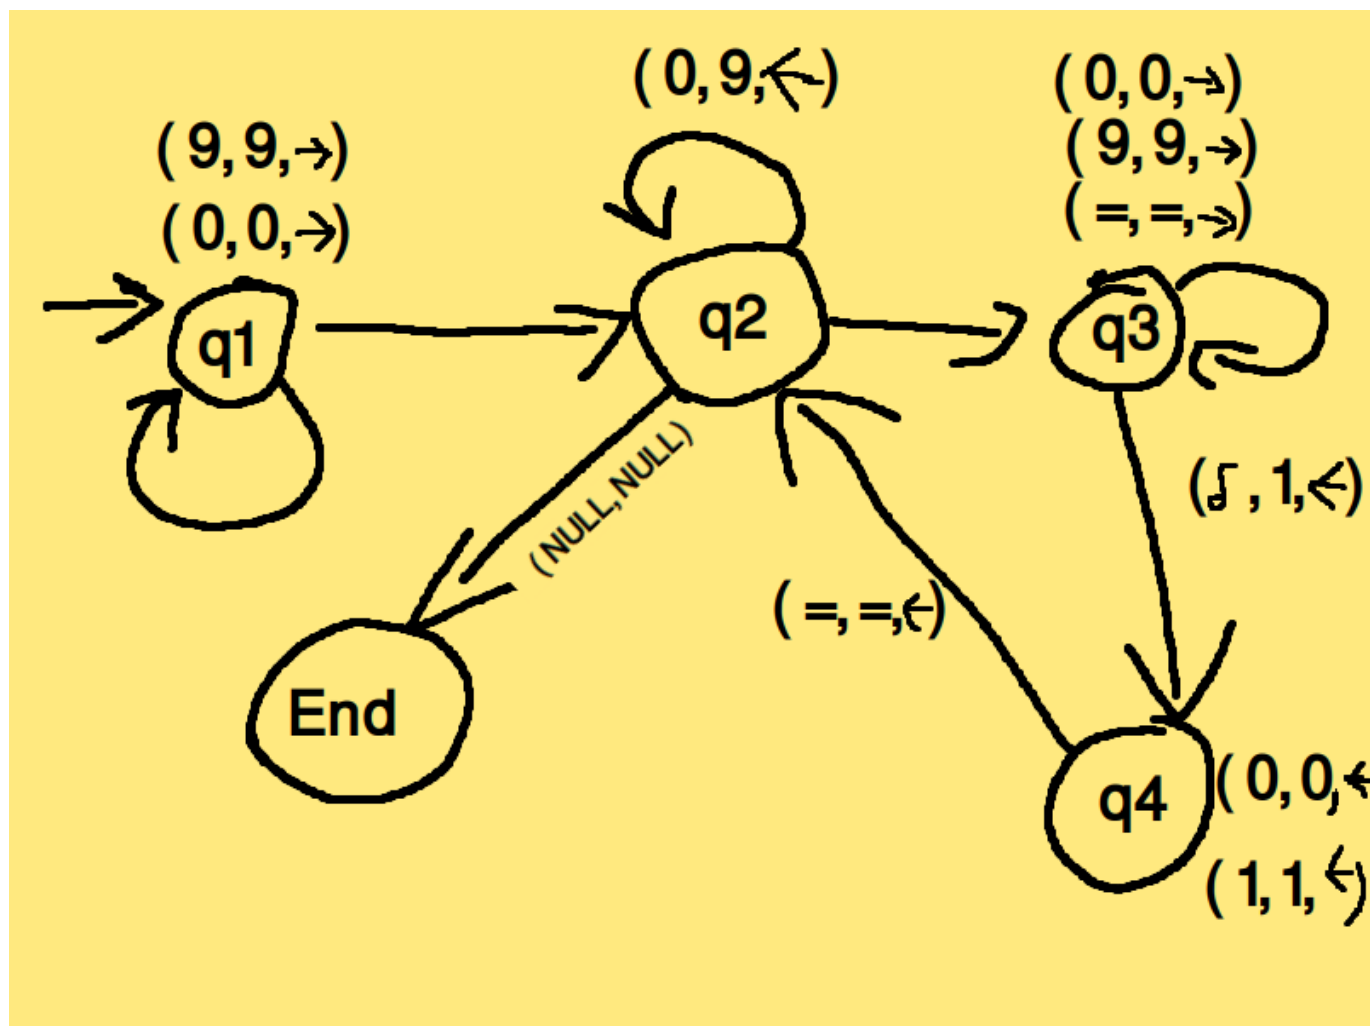 (0,9,←)
(0,0,→)
(9,9,→)
(9,9,→)
(=,=,→)
(0,0,→)
q1
q2
q3
(NULL,NULL)
(,1,←)
(=,=,←)
End
q4
(0,0,←
(1,1,←)